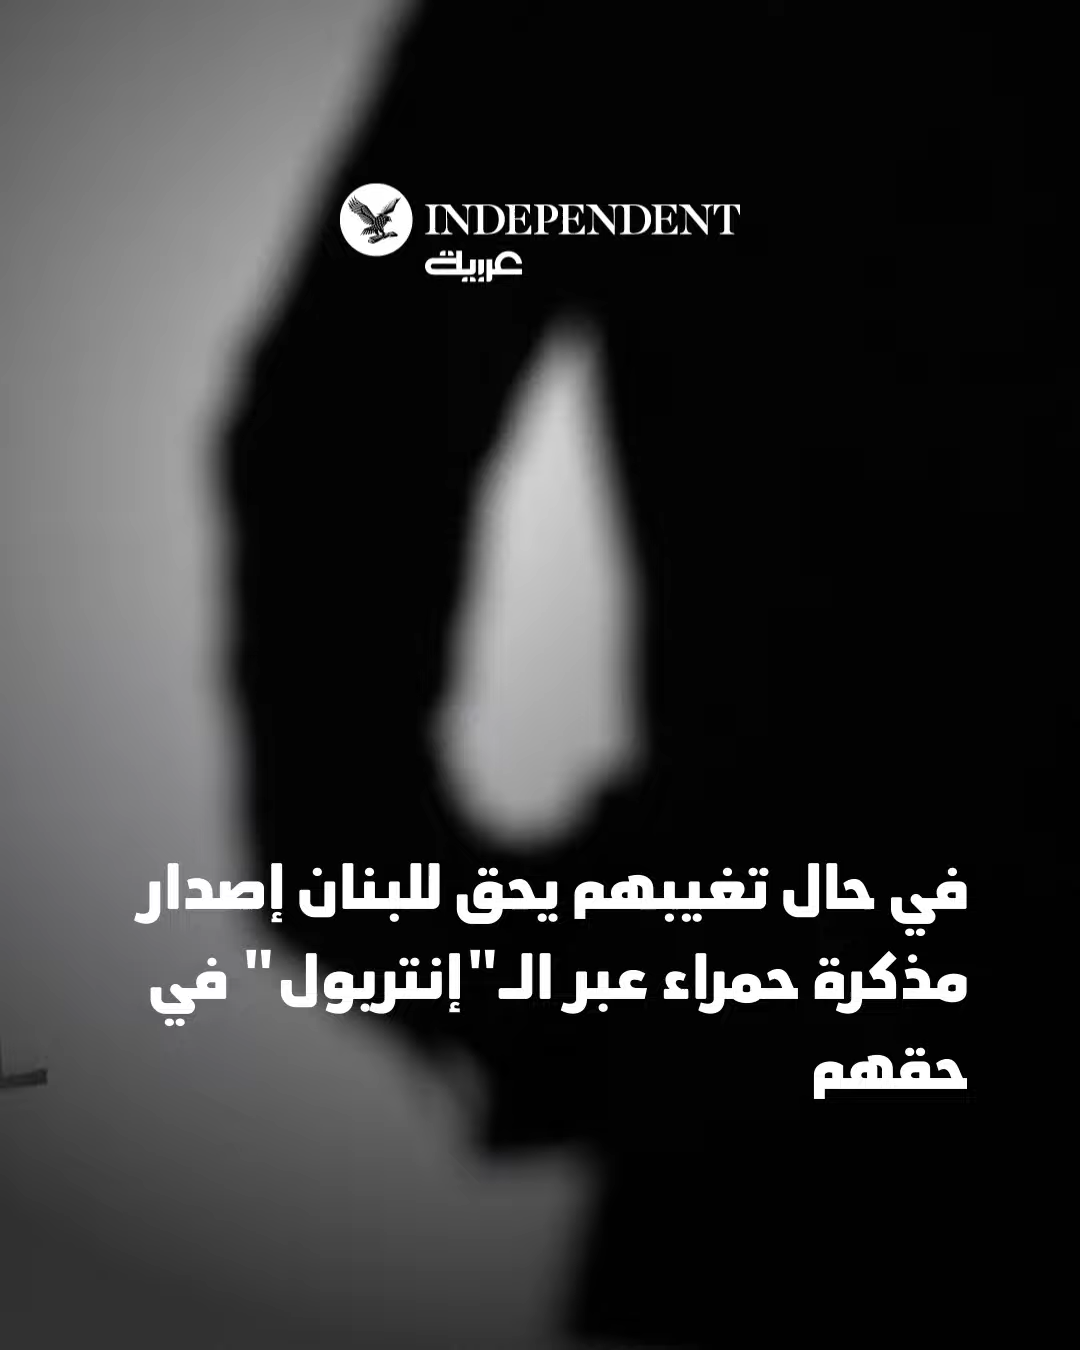 INDEPENDENT
عربية
في حال تغيبهم يحق للبنان إصدار
مذكرة حمراء عبر الـ"إنتربول" في
حقهم